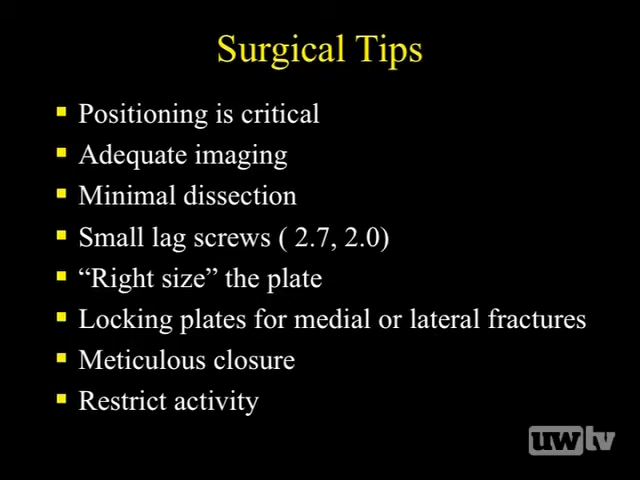 Surgical Tips
Positioning is critical
Adequate imaging
Minimal dissection
Small lag screws ( 2.7, 2.0)
“Right size” the plate
Locking plates for medial or lateral fractures
Meticulous closure
Restrict activity
uwtv